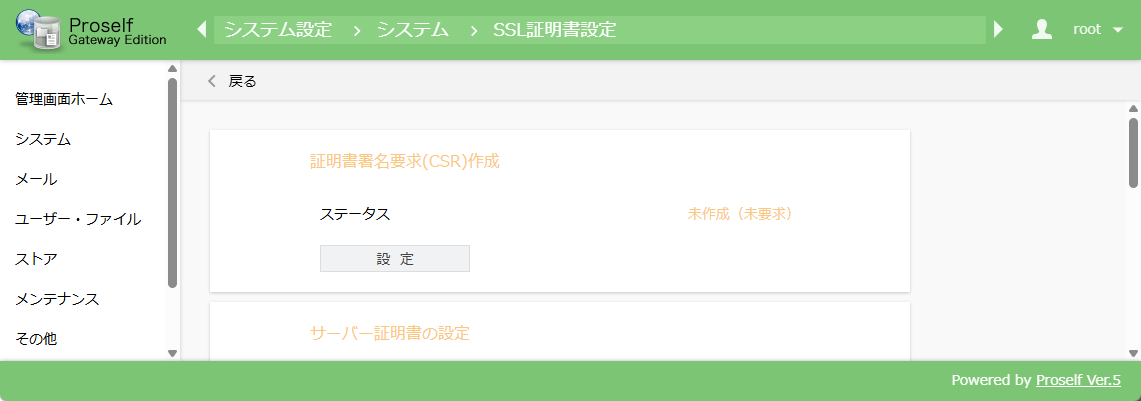 Proself
Gateway Edition
システム設定 > システム > SSL証明書設定
root
戻る
管理画面ホーム
システム
メール
ユーザー・ファイル
ストア
メンテナンス
その他
証明書署名要求(CSR)作成
ステータス 未作成（未要求）
設 定
サーバー証明書の設定
Powered by Proself Ver.5